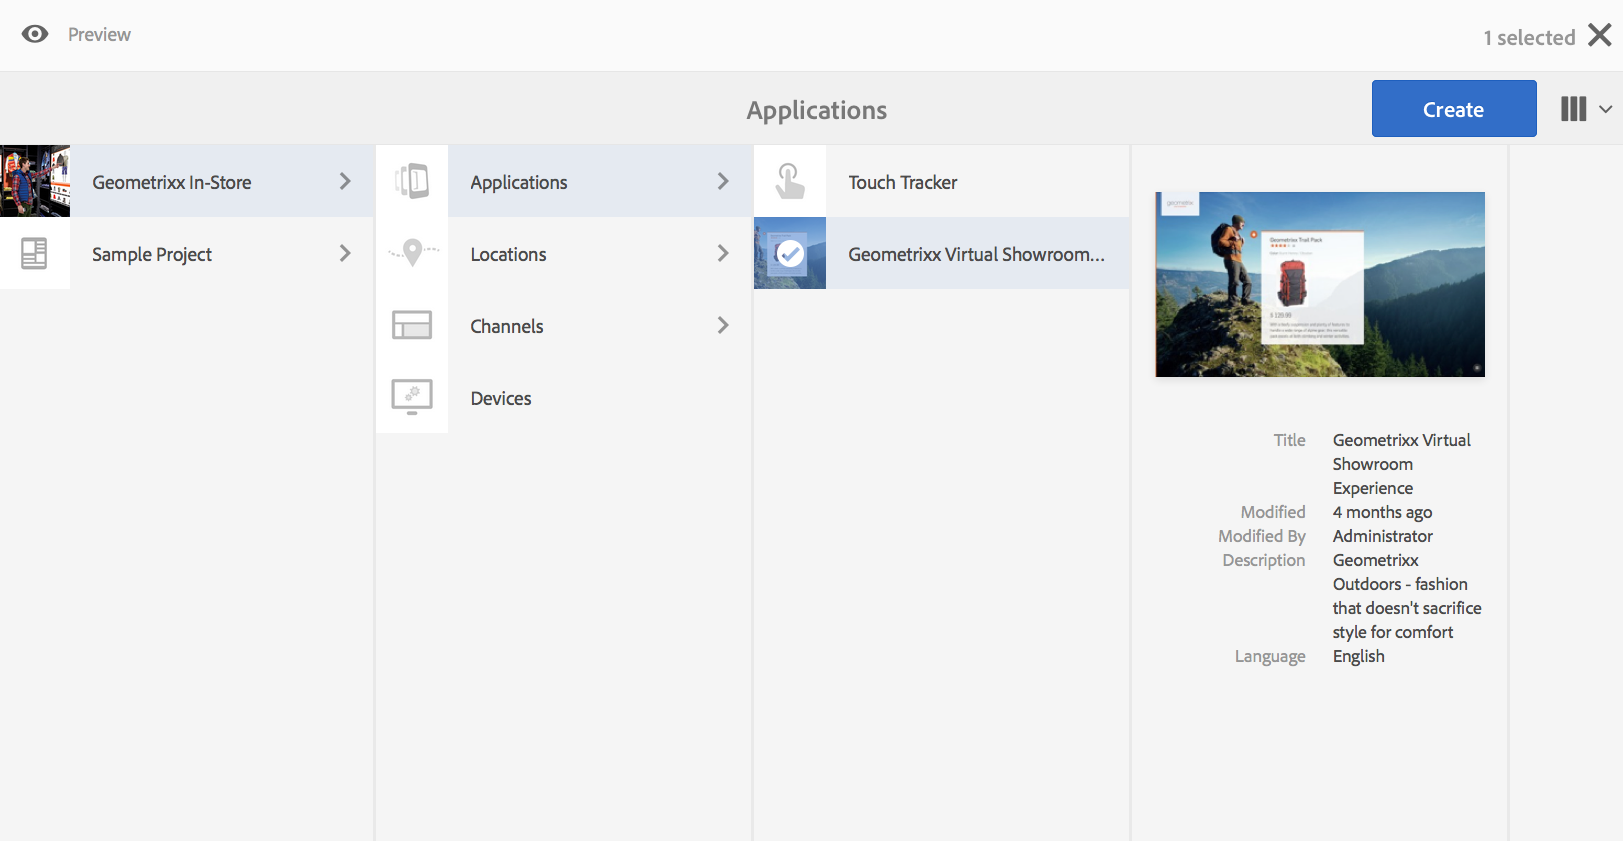 Preview
1 selected
Applications
Create
Geometrixx In-Store
Sample Project
Applications
Locations
Channels
Devices
Touch Tracker
Geometrixx Virtual Showroom...
geometrixx
Geometrixx Trail Pack
$ 139.99
Title Geometrixx Virtual
Showroom
Experience
Modified 4 months ago
Modified By Administrator
Description Geometrixx
Outdoors - fashion
that doesn't sacrifice
style for comfort
Language English